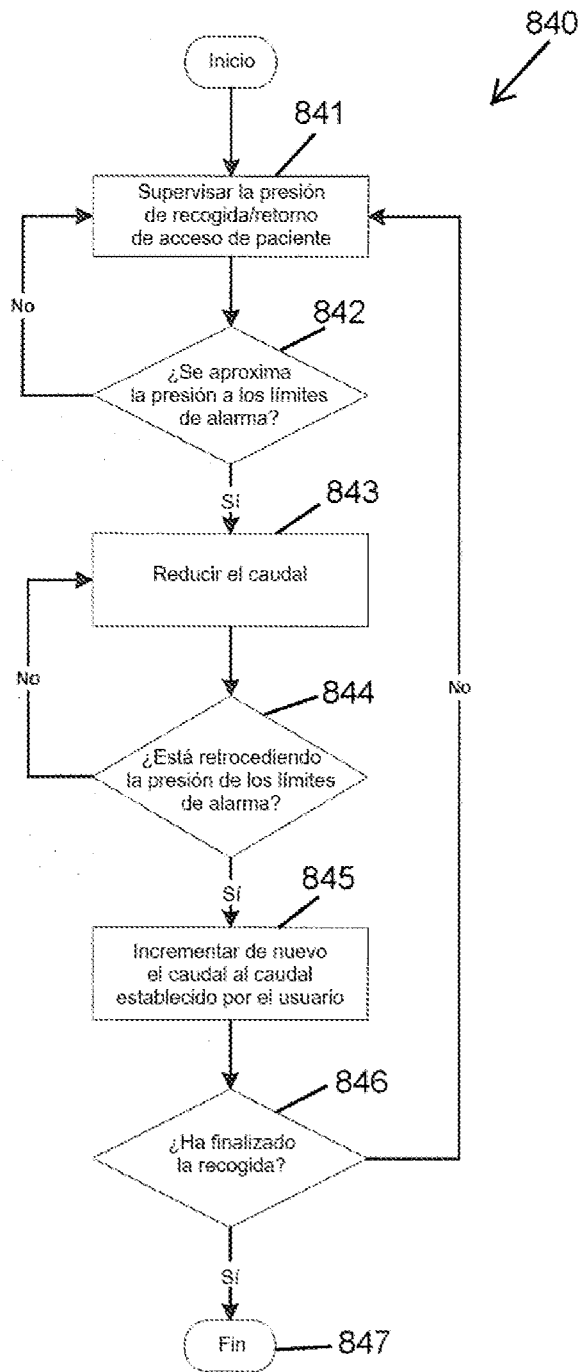 840
Inicio
841
Supervisar la presión
de recogida/retorno
de acceso de paciente
No
842
¿Se aproxima
la presión a los límites
de alarma?
Sí
843
Reducir el caudal
No
844
No
¿Está retrocediendo
la presión de los límites
de alarma?
Sí
845
Incrementar de nuevo
el caudal al caudal
establecido por el usuario
846
¿Ha finalizado
la recogida?
Sí
Fin
847